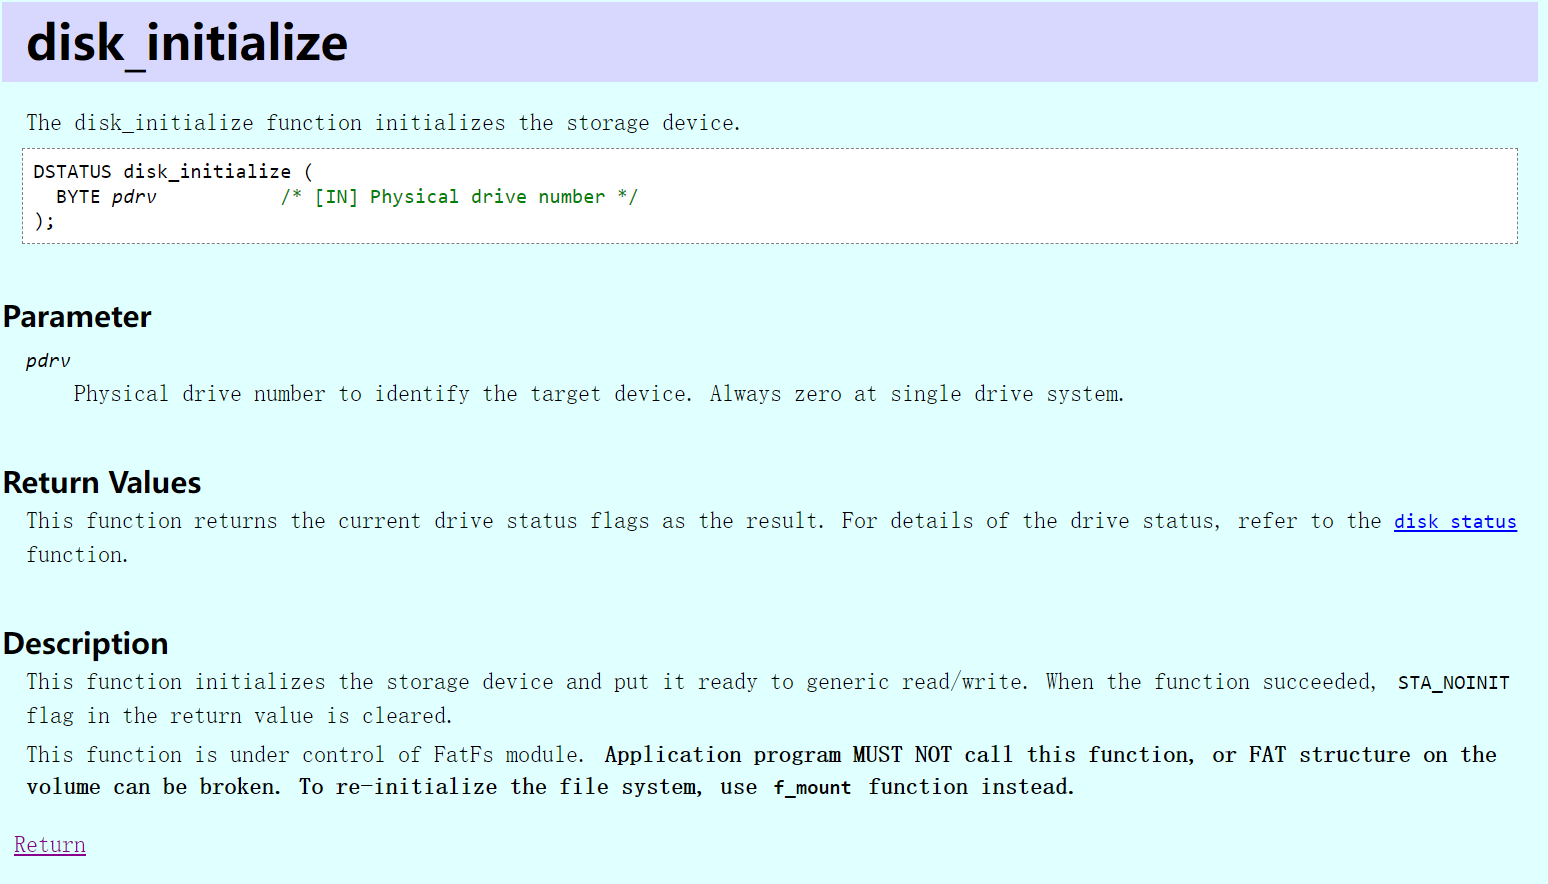 disk_initialize
The disk_initialize function initializes the storage device.
DSTATUS disk_initialize (
  BYTE pdrv           /* [IN] Physical drive number */
);
Parameter
pdrv
Physical drive number to identify the target device. Always zero at single drive system.
Return Values
This function returns the current drive status flags as the result. For details of the drive status, refer to the disk_status
function.
Description
This function initializes the storage device and put it ready to generic read/write. When the function succeeded, STA_NOINIT
flag in the return value is cleared.
This function is under control of FatFs module. Application program MUST NOT call this function, or FAT structure on the
volume can be broken. To re-initialize the file system, use f_mount function instead.
Return